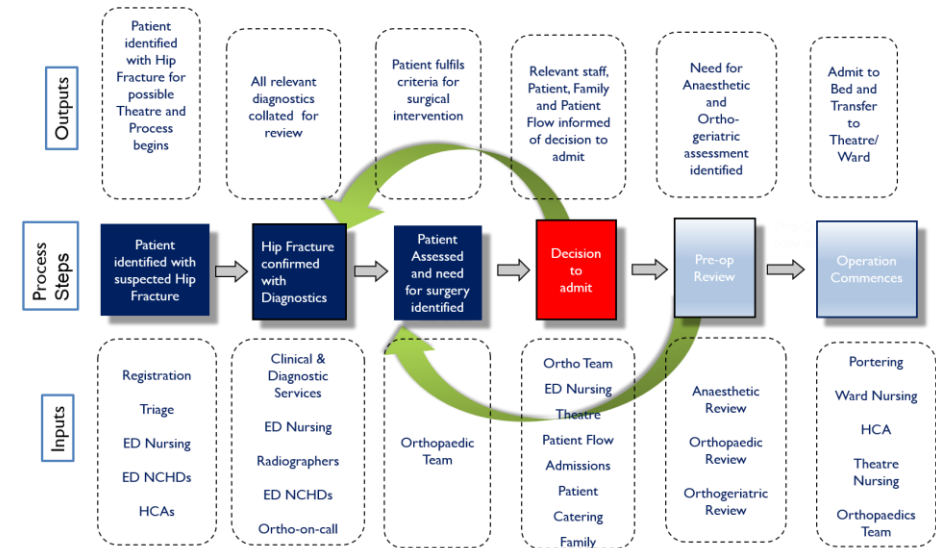 Outputs
Patient
identified
with Hip
Fracture for
possible
Theatre and
Process
begins
All relevant
diagnostics
collated for
review
Patient fulfils
criteria for
surgical
intervention
Relevant staff,
Patient, Family
and Patient
Flow informed
of decision to
admit
Need for
Anaesthetic
and
Ortho-
geriatric
assessment
identified
Admit to
Bed and
Transfer
to
Theatre/
Ward
Process
Steps
Patient
identified with
suspected Hip
Fracture
Hip Fracture
confirmed
with
Diagnostics
Patient
Assessed
and need
for surgery
identified
Decision
to
admit
Pre-op
Review
Operation
Commences
Inputs
Registration
Triage
ED Nursing
ED NCHDs
HCAs
Clinical &
Diagnostic
Services
ED Nursing
Radiographers
ED NCHDs
Ortho-on-call
Orthopaedic
Team
Ortho Team
ED Nursing
Theatre
Patient Flow
Admissions
Patient
Catering
Family
Anaesthetic
Review
Orthopaedic
Review
Orthogeriatric
Review
Portering
Ward Nursing
HCA
Theatre
Nursing
Orthopaedics
Team